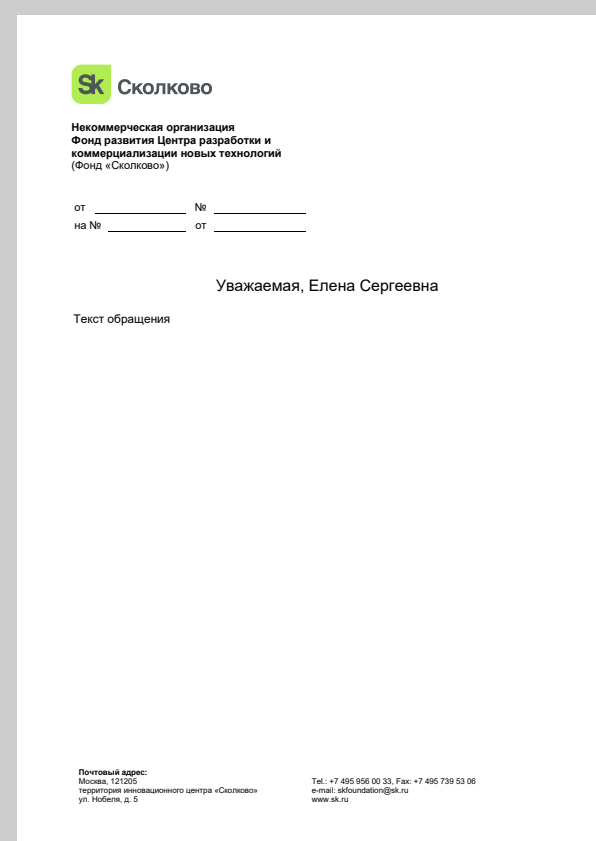 Sk Сколково
Некоммерческая организация
Фонд развития Центра разработки и
коммерциализации новых технологий
(Фонд «Сколково»)
от №
на № от
Уважаемая, Елена Сергеевна
Текст обращения
Почтовый адрес:
Москва, 121205
территория инновационного центра «Сколково»
ул. Нобеля, д. 5
Tel.: +7 495 956 00 33, Fax: +7 495 739 53 06
e-mail: skfoundation@sk.ru
www.sk.ru